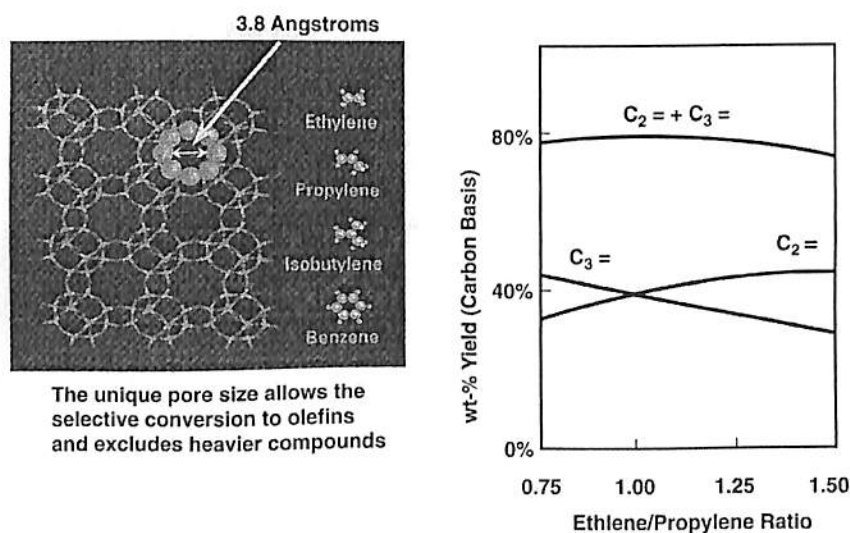 3.8 Angstroms
Ethylene
Propylene
Isobutylene
Benzene
The unique pore size allows the
selective conversion to olefins
and excludes heavier compounds
wt-% Yield (Carbon Basis)
80%
40%
0%
C₂= + C₃=
C₃=
C₂=
0.75 1.00 1.25 1.50
Ethlene/Propylene Ratio